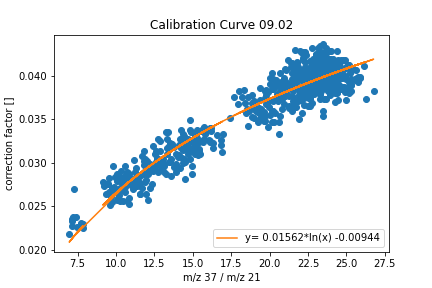 Calibration Curve 09.02
correction factor []
0.040
0.035
0.030
0.025
0.020
y= 0.01562*ln(x) -0.00944
7.5 10.0 12.5 15.0 17.5 20.0 22.5 25.0 27.5
m/z 37 / m/z 21